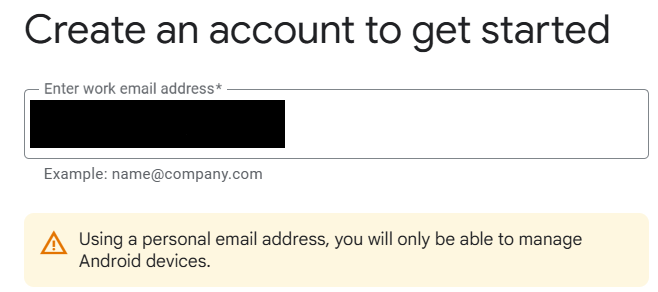 Create an account to get started
Enter work email address*
Example: name@company.com
Using a personal email address, you will only be able to manage
Android devices.